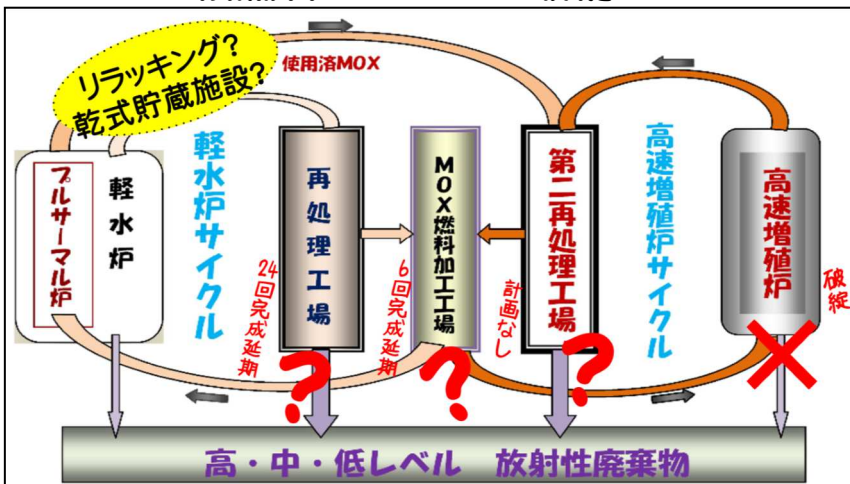 リラッキング?
乾式貯蔵施設?
使用済MOX
プルサーマル炉
軽水炉
軽水炉サイクル
再処理工場
24回完成延期
MOX燃料加工工場
6回完成延期
第二再処理工場
計画なし
高速増殖炉サイクル
高速増殖炉
破綻
?
?
?
高・中・低レベル 放射性廃棄物